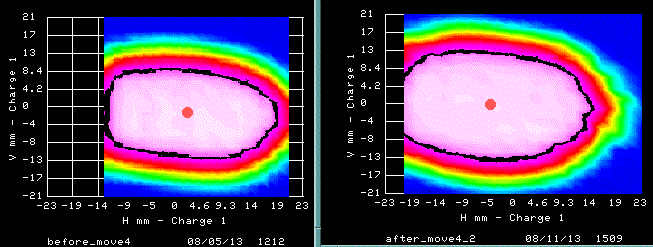 21
17
13
8.4
4.2
0
-4
-8
-13
-17
-21
V mm - Charge 1
-23 -19 -14 -9 -5 0 4.6 9.3 14 19 23
H mm - Charge 1
before_move4 08/05/13 1212
21
17
13
8.4
4.2
0
-4
-8
-13
-17
-21
V mm - Charge 1
-23 -19 -14 -9 -5 0 4.6 9.3 14 19 23
H mm - Charge 1
after_move4_2 08/11/13 1509